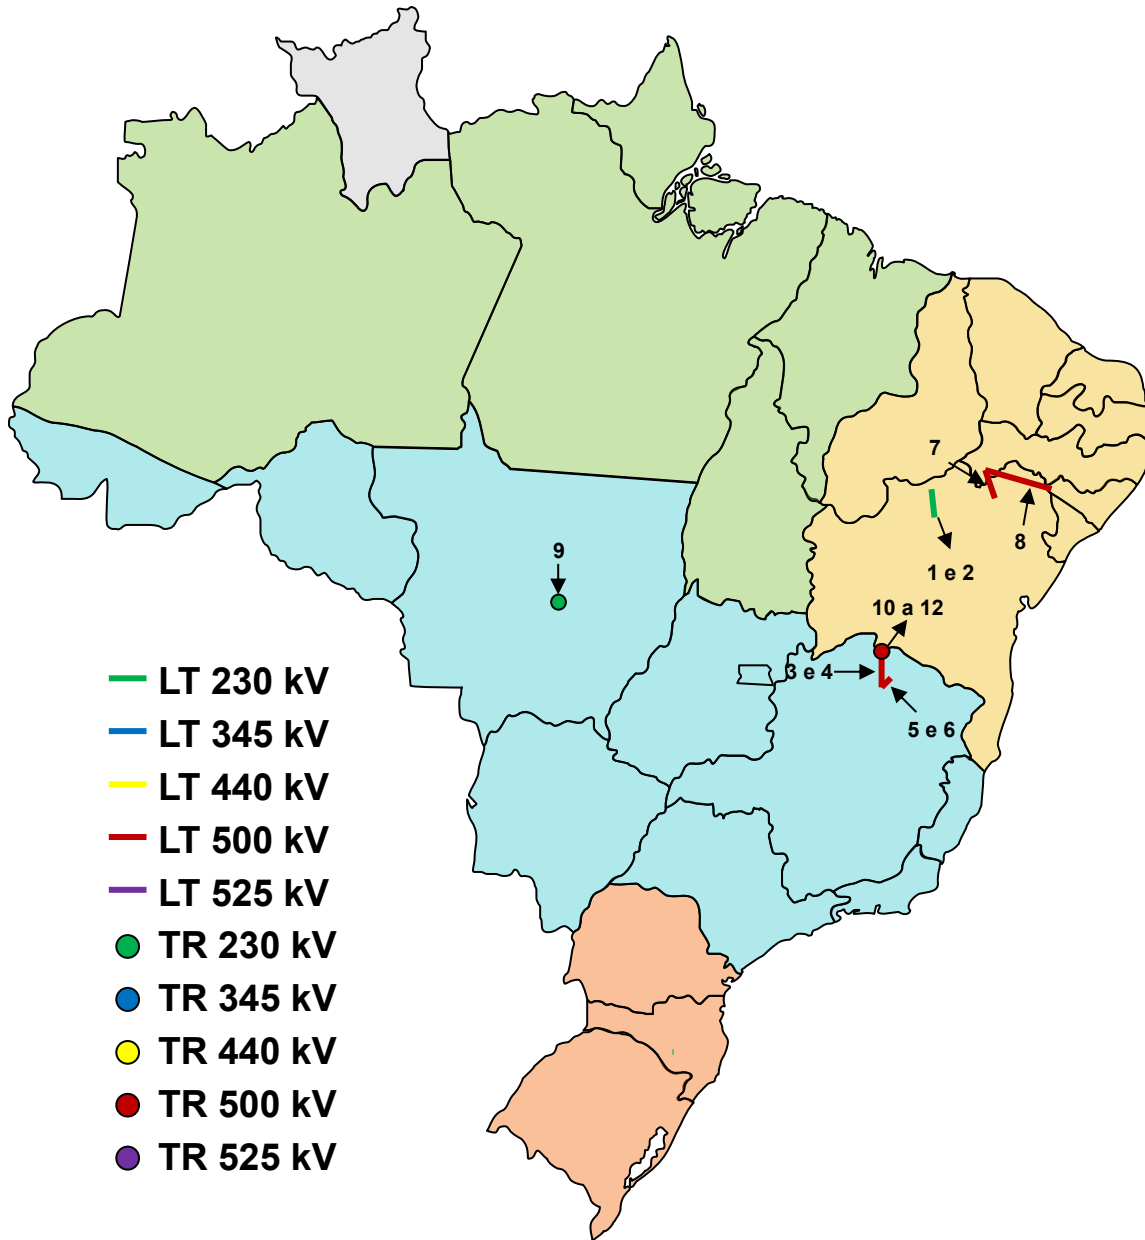 7
8
1 e 2
9
10 a 12
3 e 4
5 e 6
LT 230 kV
LT 345 kV
LT 440 kV
LT 500 kV
LT 525 kV
TR 230 kV
TR 345 kV
TR 440 kV
TR 500 kV
TR 525 kV